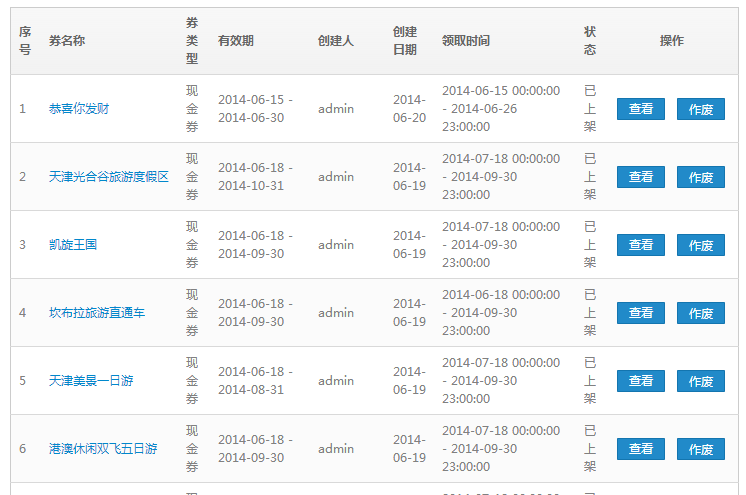 序号 券名称 券类型 有效期 创建人 创建日期 领取时间 状态 操作
1 恭喜你发财 现金券 2014-06-15 - 2014-06-30 admin 2014-06-20 2014-06-15 00:00:00 - 2014-06-26 23:00:00 已上架 查看 作废
2 天津光合谷旅游度假区 现金券 2014-06-18 - 2014-10-31 admin 2014-06-19 2014-07-18 00:00:00 - 2014-09-30 23:00:00 已上架 查看 作废
3 凯旋王国 现金券 2014-06-18 - 2014-09-30 admin 2014-06-19 2014-07-18 00:00:00 - 2014-09-30 23:00:00 已上架 查看 作废
4 坎布拉旅游直通车 现金券 2014-06-18 - 2014-09-30 admin 2014-06-19 2014-06-18 00:00:00 - 2014-09-30 23:00:00 已上架 查看 作废
5 天津美景一日游 现金券 2014-06-18 - 2014-08-31 admin 2014-06-19 2014-07-18 00:00:00 - 2014-09-30 23:00:00 已上架 查看 作废
6 港澳休闲双飞五日游 现金券 2014-06-18 - 2014-09-30 admin 2014-06-19 2014-07-18 00:00:00 - 2014-09-30 23:00:00 已上架 查看 作废